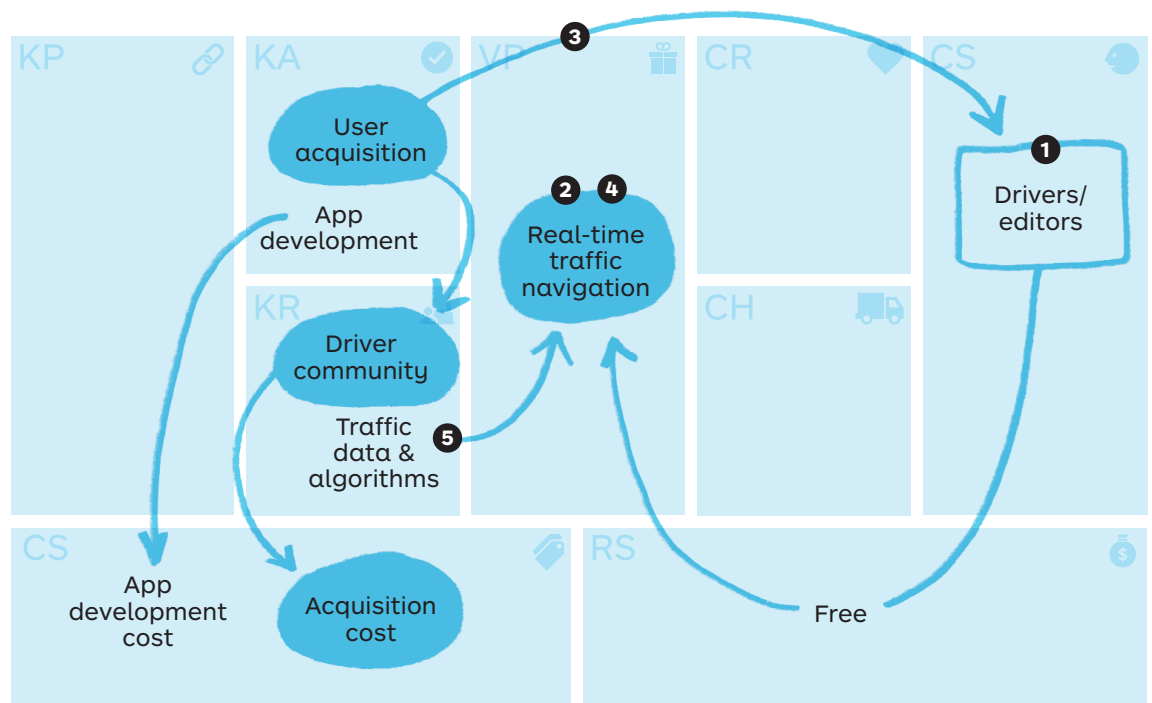 3
KP
KA
VP
CR
CS
User
acquisition
1
Drivers/
editors
2 4
App
development
Real-time
traffic
navigation
KR
CH
Driver
community
Traffic
data &
algorithms
5
CS
RS
App
development
cost
Acquisition
cost
$
Free